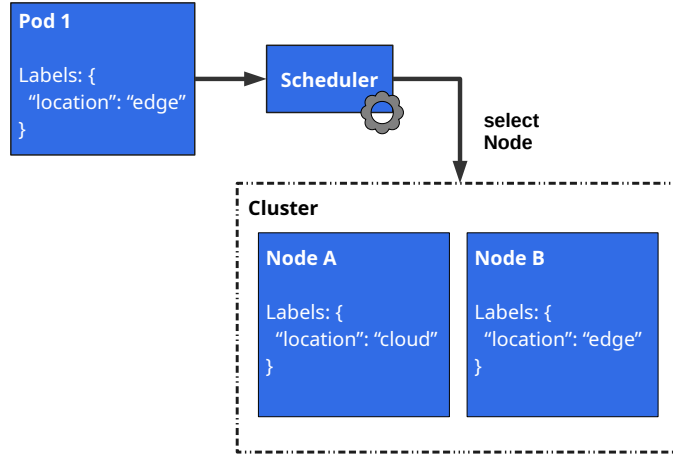 Pod 1
Labels: {
“location”: “edge”
}
Scheduler
select
Node
Cluster
Node A
Labels: {
“location”: “cloud”
}
Node B
Labels: {
“location”: “edge”
}